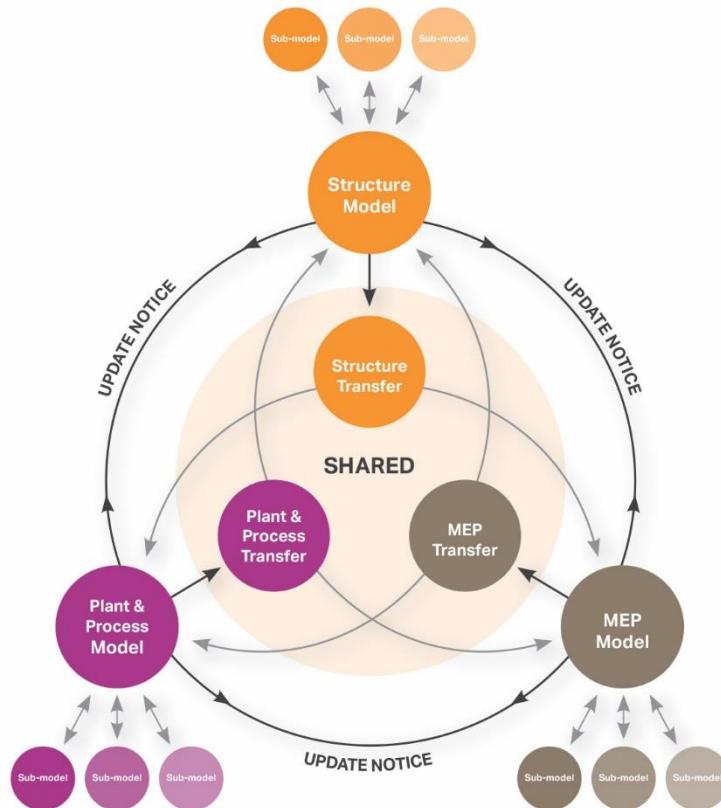 Sub-model
Sub-model
Sub-model
Structure
Model
UPDATE NOTICE
UPDATE NOTICE
Structure
Transfer
SHARED
Plant &
Process
Transfer
MEP
Transfer
Plant &
Process
Model
MEP
Model
UPDATE NOTICE
Sub-model
Sub-model
Sub-model
Sub-model
Sub-model
Sub-model